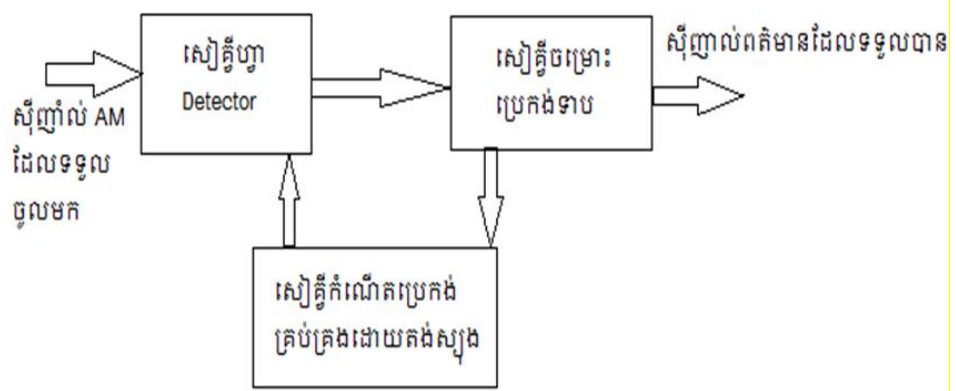 សៀគ្វីហ្វា
Detector
ស៊ីញាំល់ AM
ដែលទទួល
ចូលមក
សៀគ្វីចម្រោះ
ប្រេកង់ទាប
ស៊ីញាល់ពត៌មានដែលទទួលបាន
សៀគ្វីកំណើតប្រេកង់
គ្រប់គ្រងដោយតង់ស្យុង